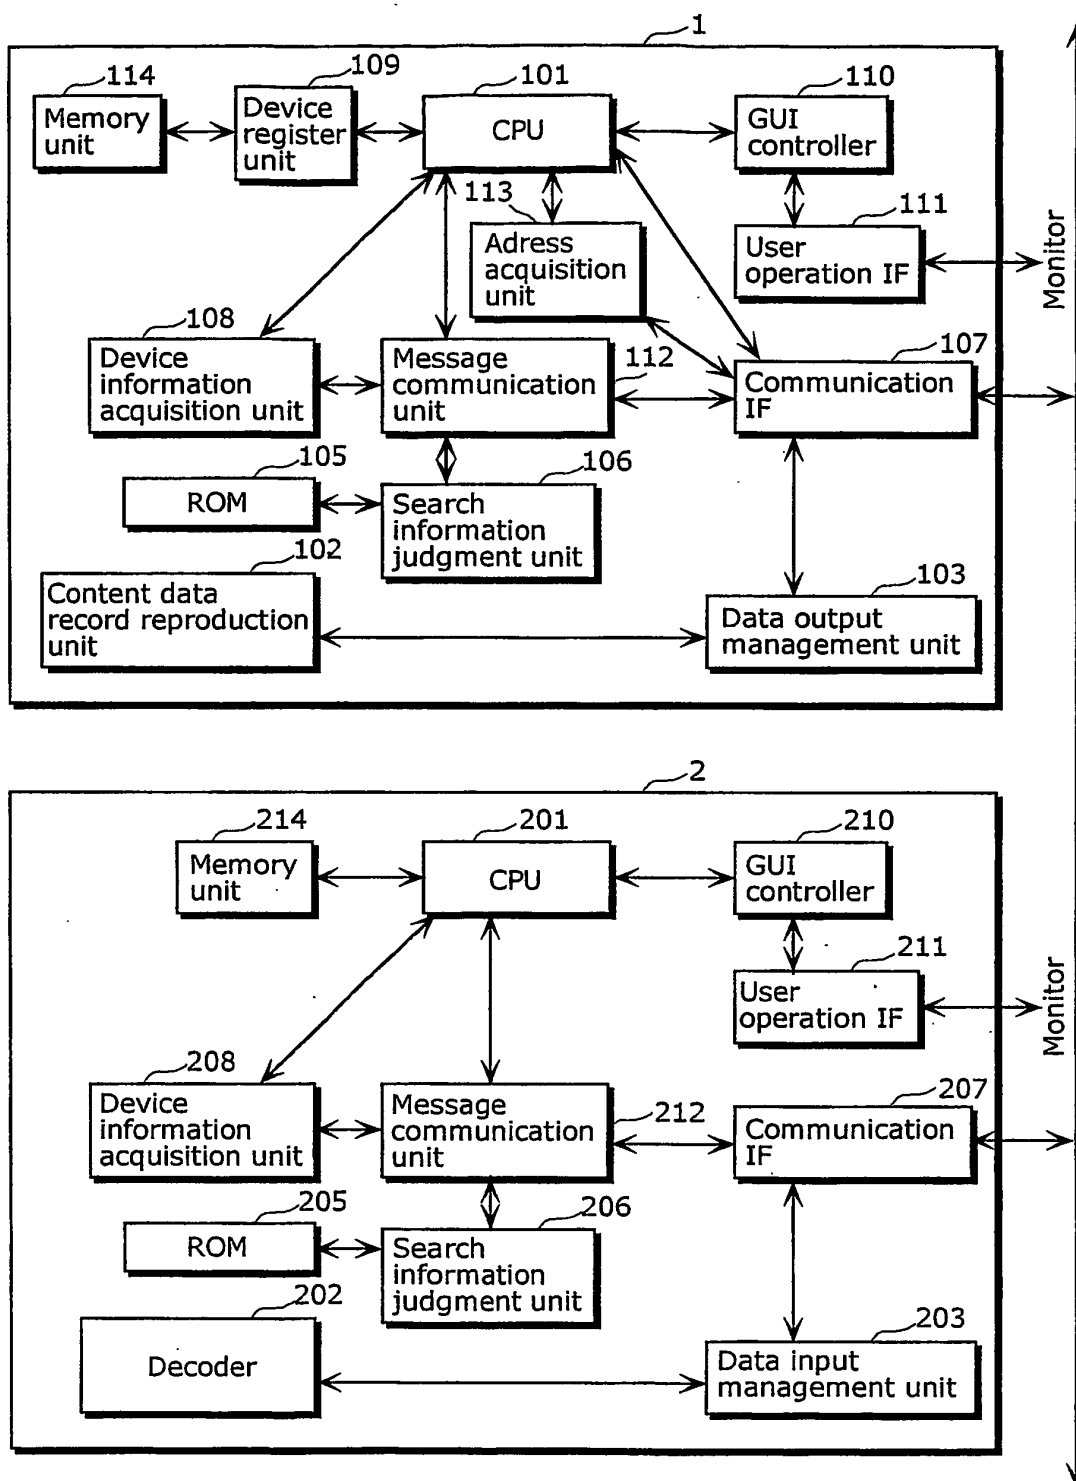 1
114
109
101
110
Memory
unit
Device
register
unit
CPU
GUI
controller
113
111
Adress
acquisition
unit
User
operation IF
Monitor
108
112
107
Device
information
acquisition unit
Message
communication
unit
Communication
IF
105
106
ROM
Search
information
judgment unit
102
103
Content data
record reproduction
unit
Data output
management unit
2
214
201
210
Memory
unit
CPU
GUI
controller
211
User
operation IF
Monitor
208
212
207
Device
information
acquisition unit
Message
communication
unit
Communication
IF
205
206
ROM
Search
information
judgment unit
202
203
Decoder
Data input
management unit